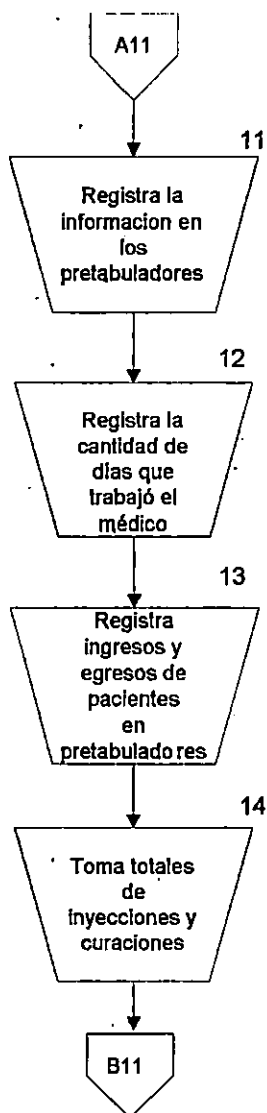 A11
11
Registra la
informacion en
los
pretabuladores
12
Registra la
cantidad de
días que
trabajó el
médico
13
Registra
ingresos y
egresos de
pacientes
en
pretabuladores
14
Toma totales
de
inyecciones y
curaciones
B11